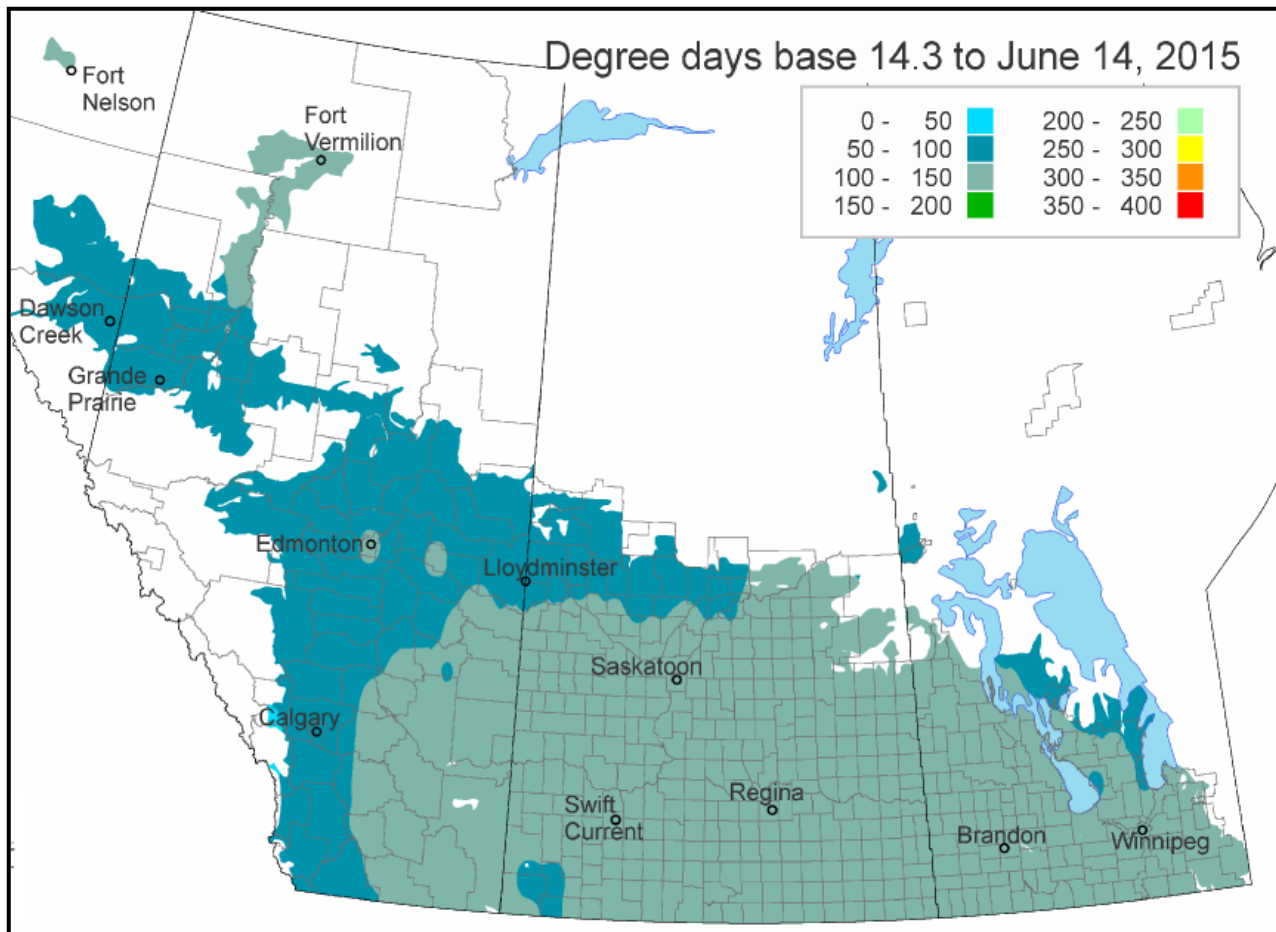 Degree days base 14.3 to June 14, 2015
0 - 50
50 - 100
100 - 150
150 - 200
200 - 250
250 - 300
300 - 350
350 - 400
Fort
Nelson
Fort
Vermilion
Dawson
Creek
Grande
Prairie
Edmonton
Lloydminster
Saskatoon
Calgary
Swift
Current
Regina
Brandon
Winnipeg